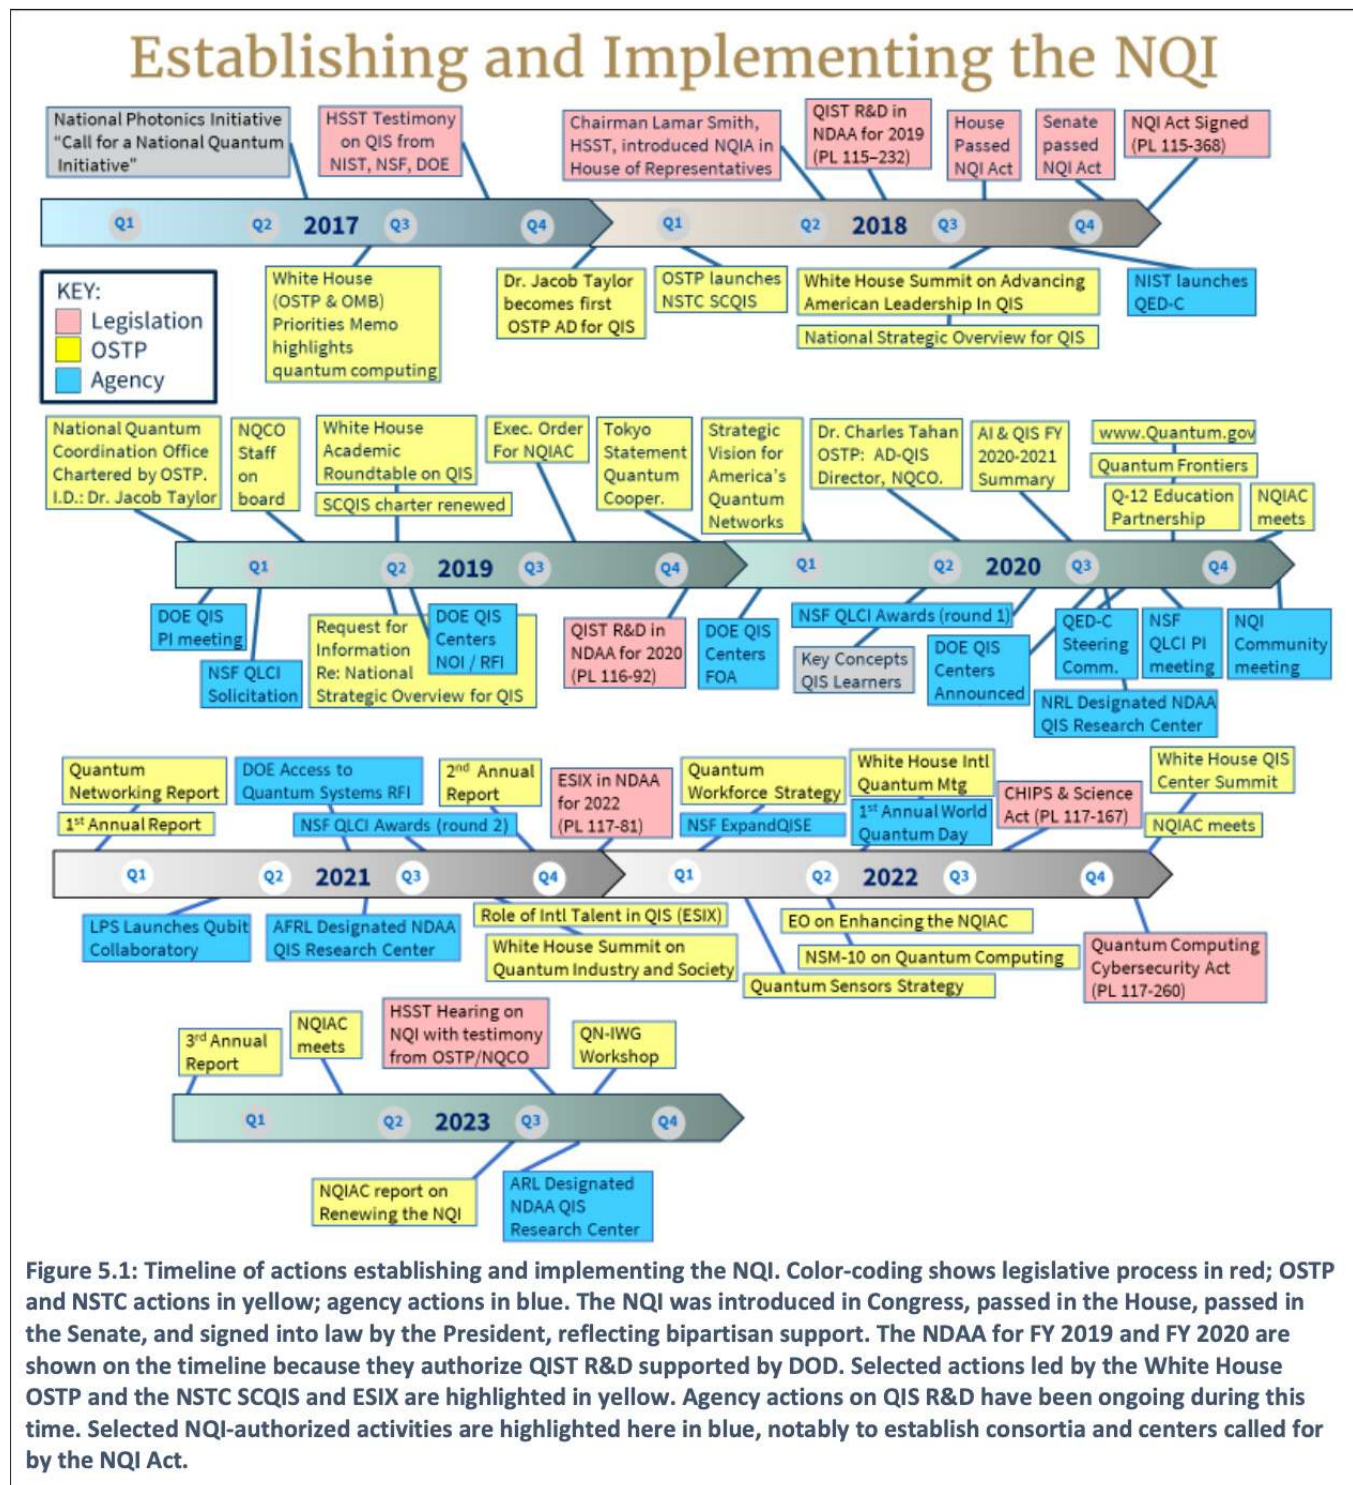 Establishing and Implementing the NQI
National Photonics Initiative
"Call for a National Quantum
Initiative"
HSST Testimony
on QIS from
NIST, NSF, DOE
Chairman Lamar Smith,
HSST, introduced NQIA in
House of Representatives
QIST R&D in
NDAA for 2019
(PL 115–232)
House
Passed
NQI Act
Senate
passed
NQI Act
NQI Act Signed
(PL 115-368)
Q1
Q2
2017
Q3
Q4
Q1
Q2
2018
Q3
Q4
KEY:
Legislation
OSTP
Agency
White House
(OSTP & OMB)
Priorities Memo
highlights
quantum computing
Dr. Jacob Taylor
becomes first
OSTP AD for QIS
OSTP launches
NSTC SCQIS
White House Summit on Advancing
American Leadership In QIS
National Strategic Overview for QIS
NIST launches
QED-C
National Quantum
Coordination Office
Chartered by OSTP.
I.D.: Dr. Jacob Taylor
NQCO
Staff
on
board
White House
Academic
Roundtable on QIS
SCQIS charter renewed
Exec. Order
For NQIAC
Tokyo
Statement
Quantum
Cooper.
Strategic
Vision for
America's
Quantum
Networks
Dr. Charles Tahan
OSTP: AD-QIS
Director, NQCO.
AI & QIS FY
2020-2021
Summary
www.Quantum.gov
Quantum Frontiers
Q-12 Education
Partnership
NQIAC
meets
Q1
Q2
2019
Q3
Q4
Q1
Q2
2020
Q3
Q4
DOE QIS
PI meeting
NSF QLCI
Solicitation
Request for
Information
Re: National
Strategic Overview for QIS
DOE QIS
Centers
NOI / RFI
QIST R&D in
NDAA for 2020
(PL 116-92)
DOE QIS
Centers
FOA
NSF QLCI Awards (round 1)
Key Concepts
QIS Learners
DOE QIS
Centers
Announced
QED-C
Steering
Comm.
NSF
QLCI PI
meeting
NQI
Community
meeting
NRL Designated NDAA
QIS Research Center
Quantum
Networking Report
1st Annual Report
DOE Access to
Quantum Systems RFI
NSF QLCI Awards (round 2)
2nd Annual
Report
ESIX in NDAA
for 2022
(PL 117-81)
Quantum
Workforce Strategy
NSF ExpandQISE
White House Intl
Quantum Mtg
1st Annual World
Quantum Day
CHIPS & Science
Act (PL 117-167)
White House QIS
Center Summit
NQIAC meets
Q1
Q2
2021
Q3
Q4
Q1
Q2
2022
Q3
Q4
LPS Launches Qubit
Collaboratory
AFRL Designated NDAA
QIS Research Center
Role of Intl Talent in QIS (ESIX)
White House Summit on
Quantum Industry and Society
EO on Enhancing the NQIAC
NSM-10 on Quantum Computing
Quantum Sensors Strategy
Quantum Computing
Cybersecurity Act
(PL 117-260)
3rd Annual
Report
NQIAC
meets
HSST Hearing on
NQI with testimony
from OSTP/NQCO
QN-IWG
Workshop
Q1
Q2
2023
Q3
Q4
NQIAC report on
Renewing the NQI
ARL Designated
NDAA QIS
Research Center
Figure 5.1: Timeline of actions establishing and implementing the NQI. Color-coding shows legislative process in red; OSTP
and NSTC actions in yellow; agency actions in blue. The NQI was introduced in Congress, passed in the House, passed in
the Senate, and signed into law by the President, reflecting bipartisan support. The NDAA for FY 2019 and FY 2020 are
shown on the timeline because they authorize QIST R&D supported by DOD. Selected actions led by the White House
OSTP and the NSTC SCQIS and ESIX are highlighted in yellow. Agency actions on QIS R&D have been ongoing during this
time. Selected NQI-authorized activities are highlighted here in blue, notably to establish consortia and centers called for
by the NQI Act.